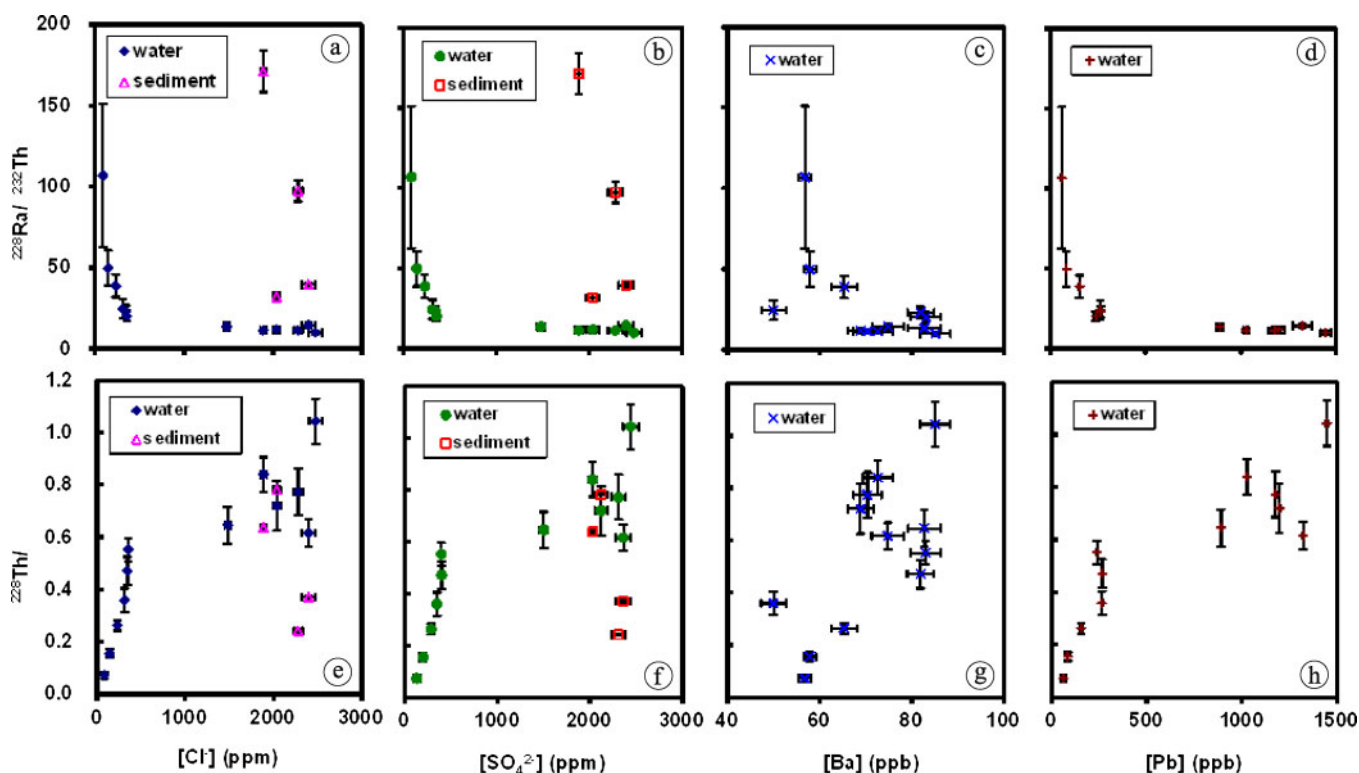 200
150
100
50
0
²²⁸Ra/ ²³²Th
water
sediment
a
water
sediment
b
water
c
water
d
1.2
1.0
0.8
0.6
0.4
0.2
0.0
²²⁸Th/
water
sediment
e
water
sediment
f
water
g
water
h
0 1000 2000 3000
0 1000 2000 3000
40 60 80 100
0 500 1000 1500
[Cl⁻] (ppm)
[SO₄²⁻] (ppm)
[Ba] (ppb)
[Pb] (ppb)